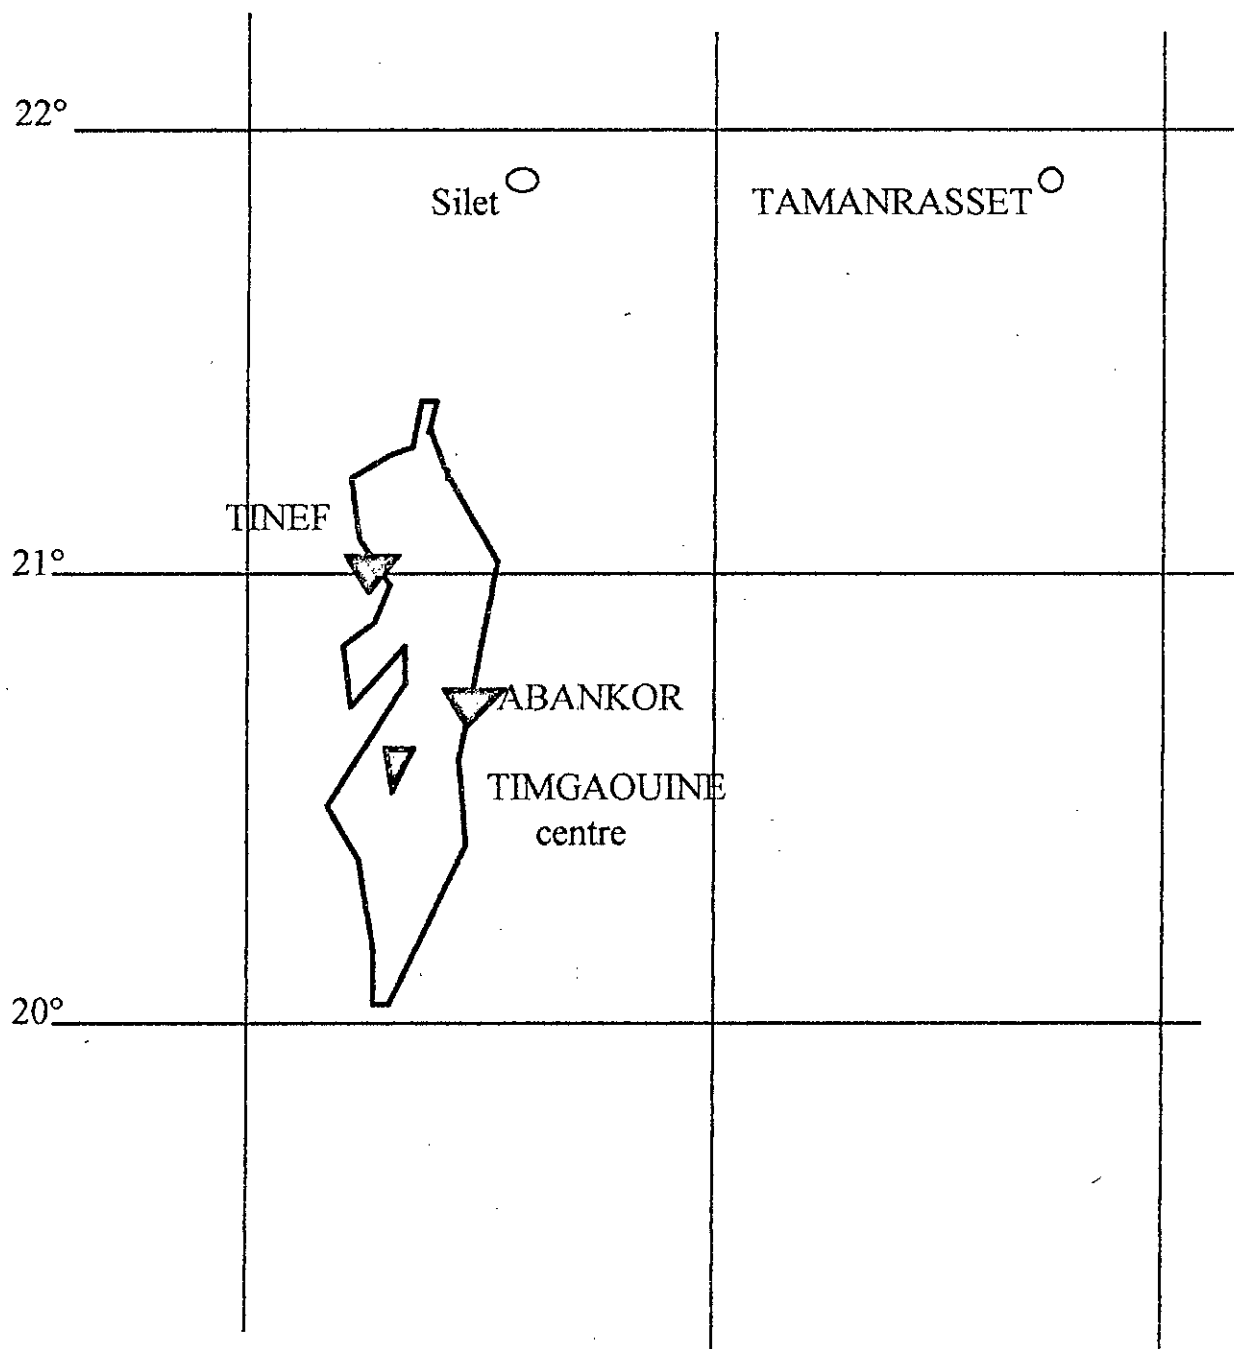 22°
Silet
TAMANRASSET
TINEF
21°
ABANKOR
TIMGAOUINE
centre
20°